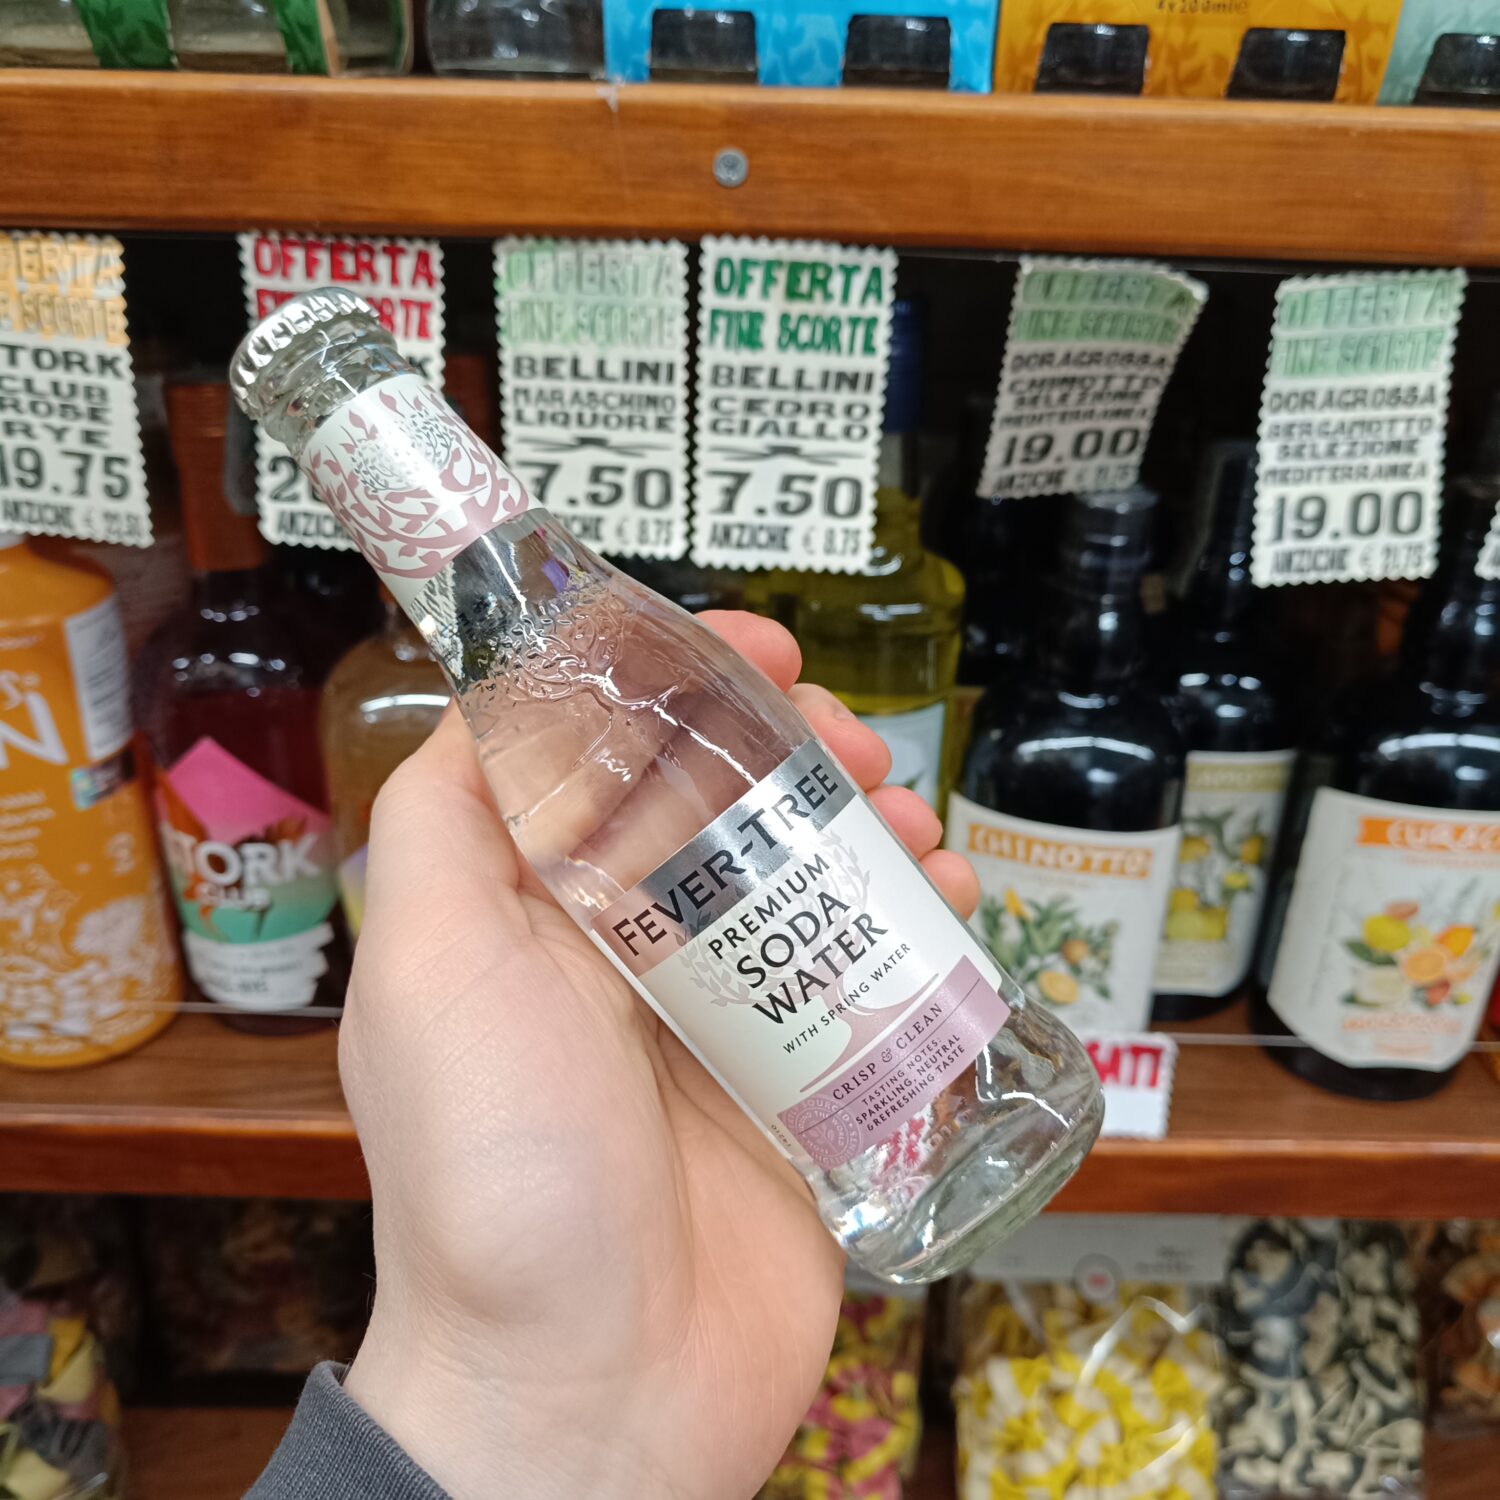 4x200ml℮
OFFERTA
FINE SCORTE
STORK
CLUB
ROSE
RYE
19.75
ANZICHE €
OFFERTA
OFFERTA
FINE SCORTE
BELLINI
MARASCHINO
LIQUORE
7.50
ANZICHE € 8.75
OFFERTA
FINE SCORTE
BELLINI
CEDRO
GIALLO
7.50
ANZICHE € 8.75
OFFERTA
FINE SCORTE
DORAGROSSA
CHINOTTO
SELEZIONE
MEDITERRANEA
19.00
ANZICHE € 21.75
OFFERTA
FINE SCORTE
DORAGROSSA
BERGAMOTTO
SELEZIONE
MEDITERRANEA
19.00
ANZICHE € 21.75
FEVER-TREE
PREMIUM
SODA
WATER
WITH SPRING WATER
CRISP & CLEAN
TASTING NOTES:
SPARKLING, NEUTRAL
& REFRESHING TASTE
STORK
CLUB
CHINOTTO